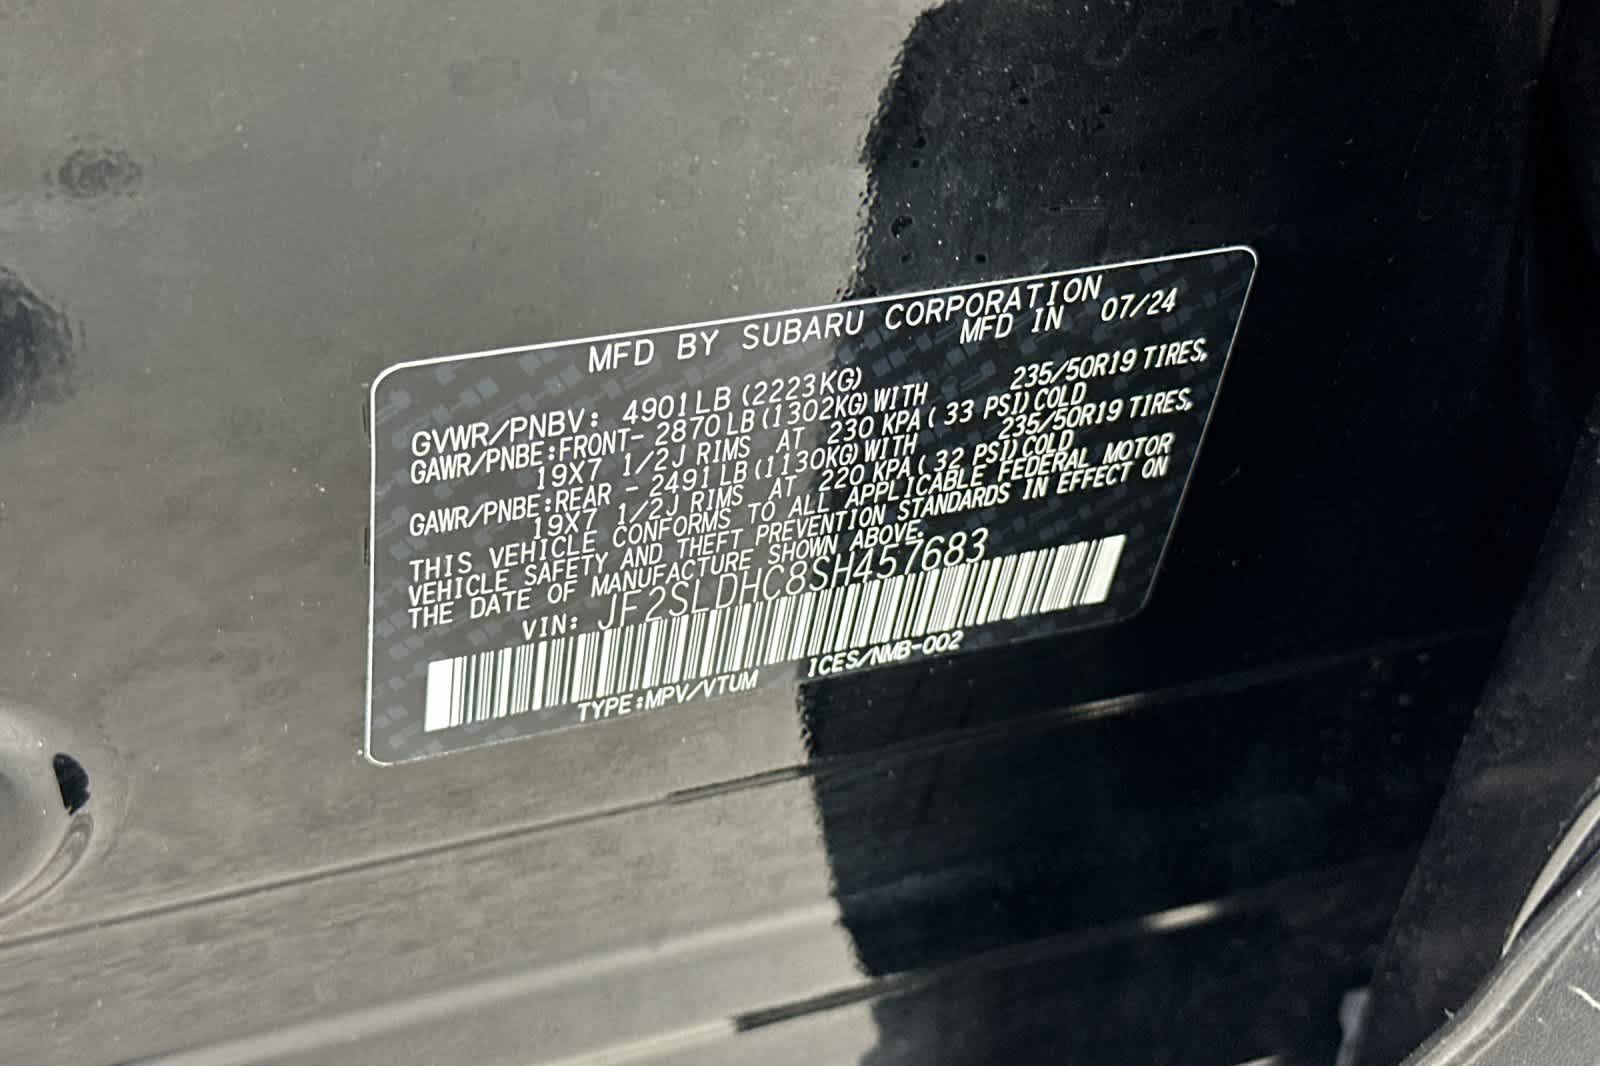 MFD BY SUBARU CORPORATION
MFD IN 07/24
GVWR/PNBV: 4901LB(2223KG)
GAWR/PNBE:FRONT- 2870LB(1302KG)WITH 235/50R19 TIRES,
19X7 1/2J RIMS AT 230 KPA( 33 PSI)COLD
GAWR/PNBE:REAR - 2491LB(1130KG)WITH 235/50R19 TIRES,
19X7 1/2J RIMS AT 220 KPA( 32 PSI)COLD
THIS VEHICLE CONFORMS TO ALL APPLICABLE FEDERAL MOTOR
VEHICLE SAFETY AND THEFT PREVENTION STANDARDS IN EFFECT ON
THE DATE OF MANUFACTURE SHOWN ABOVE.
VIN: JF2SLDHC8SH457683
TYPE:MPV/VTUM ICES/NMB-002